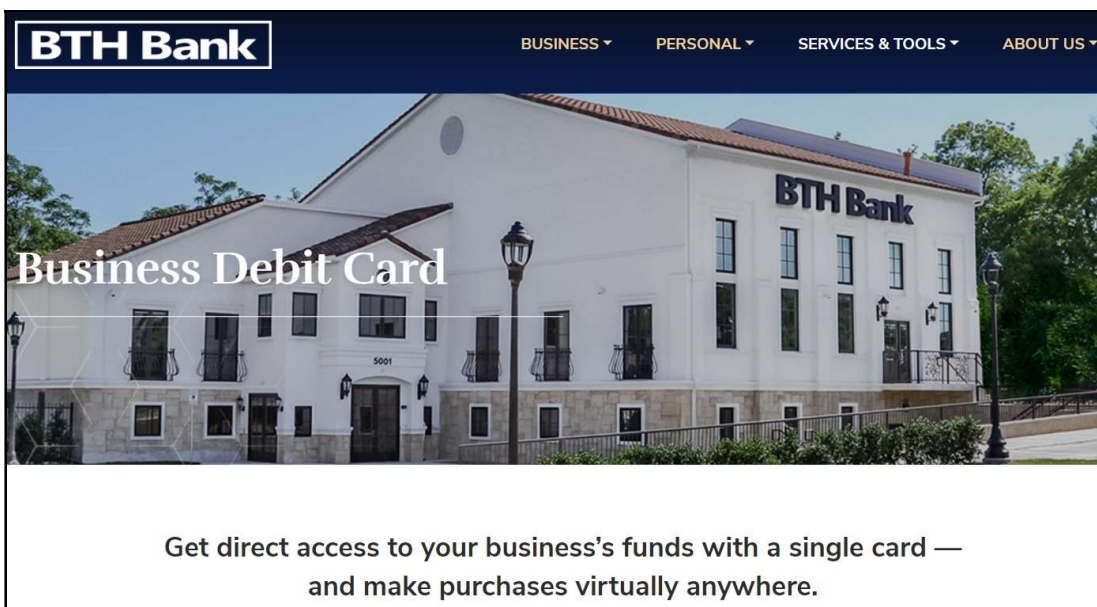 BTH Bank
BUSINESS PERSONAL SERVICES & TOOLS ABOUT US
BTH Bank
Business Debit Card
5001
Get direct access to your business’s funds with a single card —
and make purchases virtually anywhere.